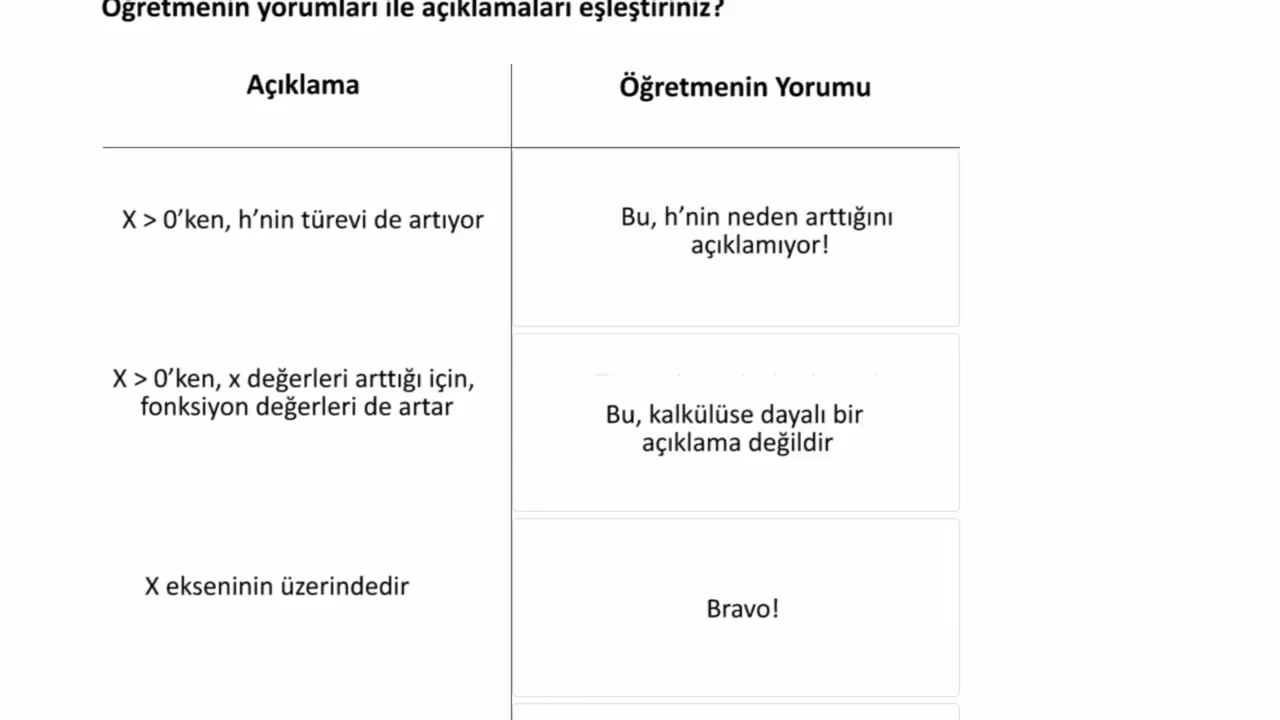 Öğretmenin yorumları ile açıklamaları eşleştiriniz?
Açıklama
Öğretmenin Yorumu
X > 0’ken, h’nin türevi de artıyor
Bu, h’nin neden arttığını
açıklamıyor!
X > 0’ken, x değerleri arttığı için,
fonksiyon değerleri de artar
Bu, kalkülüse dayalı bir
açıklama değildir
X ekseninin üzerindedir
Bravo!